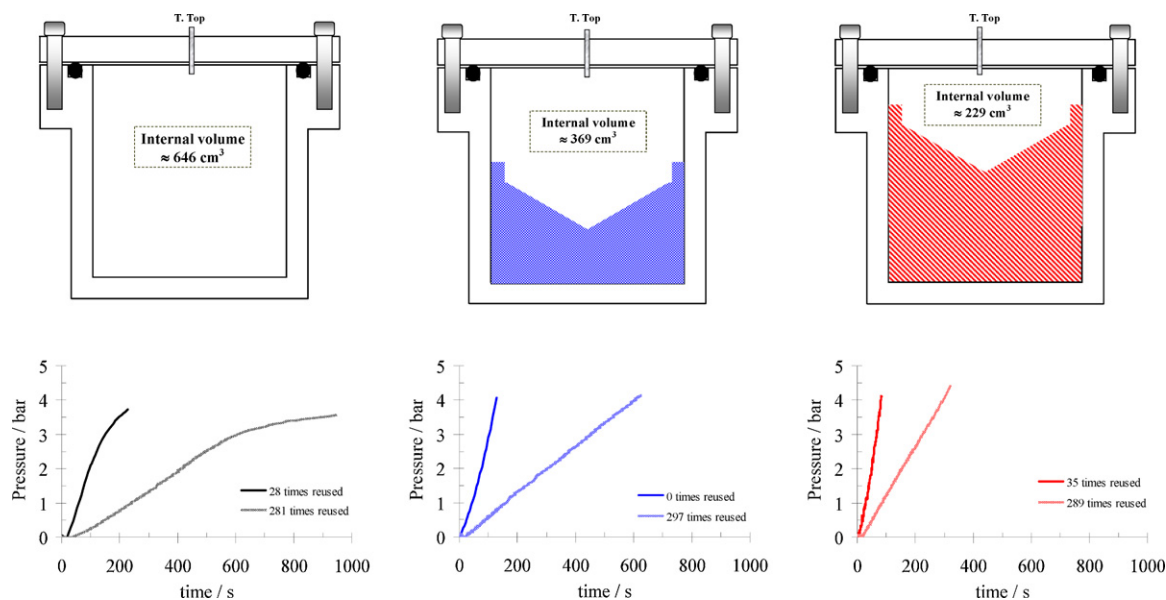 T. Top
Internal volume
≈ 646 cm³
T. Top
Internal volume
≈ 369 cm³
T. Top
Internal volume
≈ 229 cm³
Pressure / bar
5
4
3
2
1
0
28 times reused
281 times reused
0 200 400 600 800 1000
time / s
Pressure / bar
5
4
3
2
1
0
0 times reused
297 times reused
0 200 400 600 800 1000
time / s
Pressure / bar
5
4
3
2
1
0
35 times reused
289 times reused
0 200 400 600 800 1000
time / s